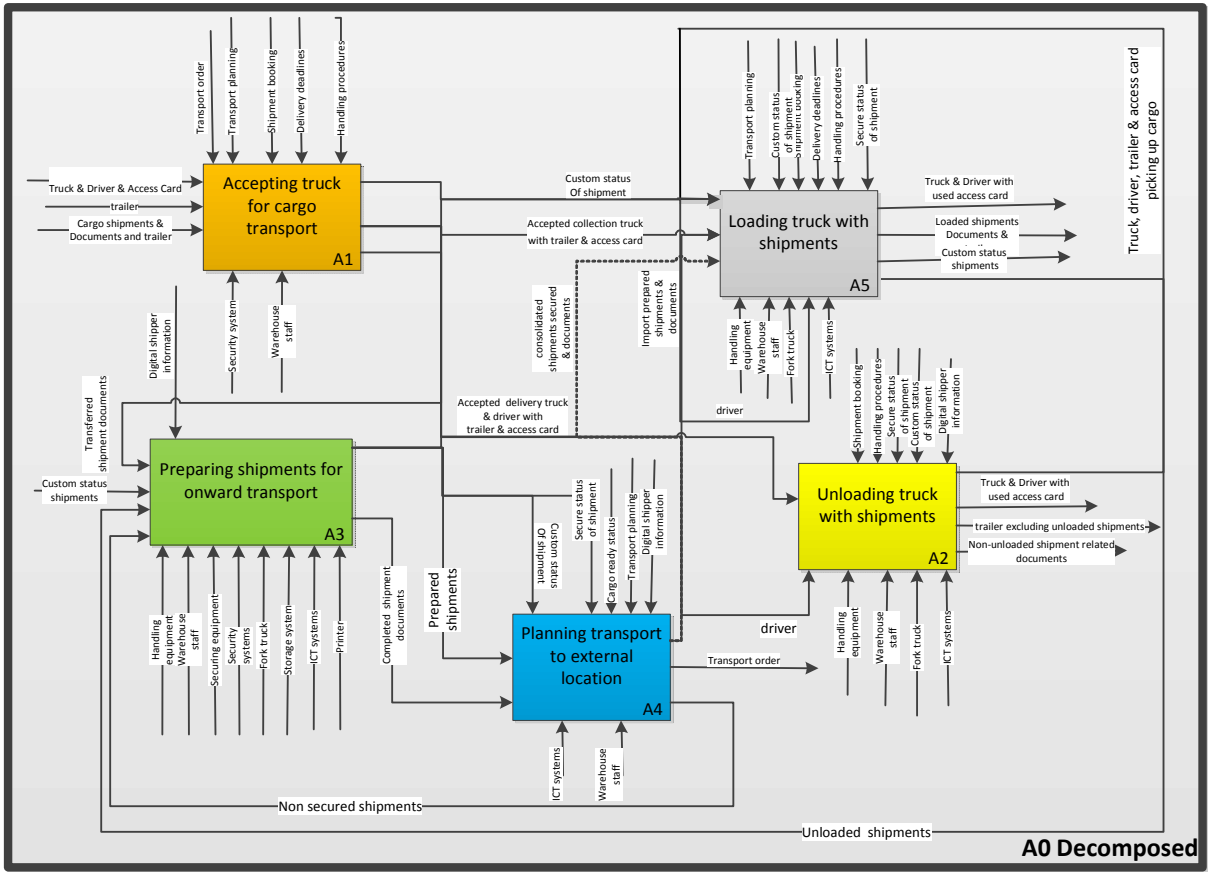 Transport order
Transport planning
Shipment booking
Delivery deadlines
Handling procedures
Truck & Driver & Access Card
trailer
Cargo shipments &
Documents and trailer
Accepting truck
for cargo
transport
A1
Security system
Warehouse
staff
Transport planning
Custom status
of shipment
Shipment booking
Delivery deadlines
Handling procedures
Secure status
of shipment
Custom status
Of shipment
Accepted collection truck
with trailer & access card
Loading truck with
shipments
A5
Truck & Driver with
used access card
Loaded shipments
Documents &
Custom status
shipments
Truck, driver, trailer & access card
picking up cargo
Handling
equipment
Warehouse
staff
Fork truck
ICT systems
driver
consolidated
shipments secured
& documents
Import prepared
shipments &
documents
Digital shipper
information
Transferred
shipment documents
Custom status
shipments
Preparing shipments for
onward transport
A3
Handling
equipment
Warehouse
staff
Securing equipment
Security
systems
Fork truck
Storage system
ICT systems
Printer
Accepted delivery truck
& driver with
trailer & access card
Completed shipment
documents
Prepared
shipments
Custom status
Of shipment
Secure status
of shipment
Cargo ready status
Transport planning
Digital shipper
information
Planning transport
to external
location
A4
Transport order
ICT systems
Warehouse
staff
driver
Shipment booking
Handling procedures
Secure status
of shipment
Custom status
of shipment
Digital shipper
information
Unloading truck
with shipments
A2
Truck & Driver with
used access card
trailer excluding unloaded shipments
Non-unloaded shipment related
documents
Handling
equipment
Warehouse
staff
Fork truck
ICT systems
Non secured shipments
Unloaded shipments
A0 Decomposed